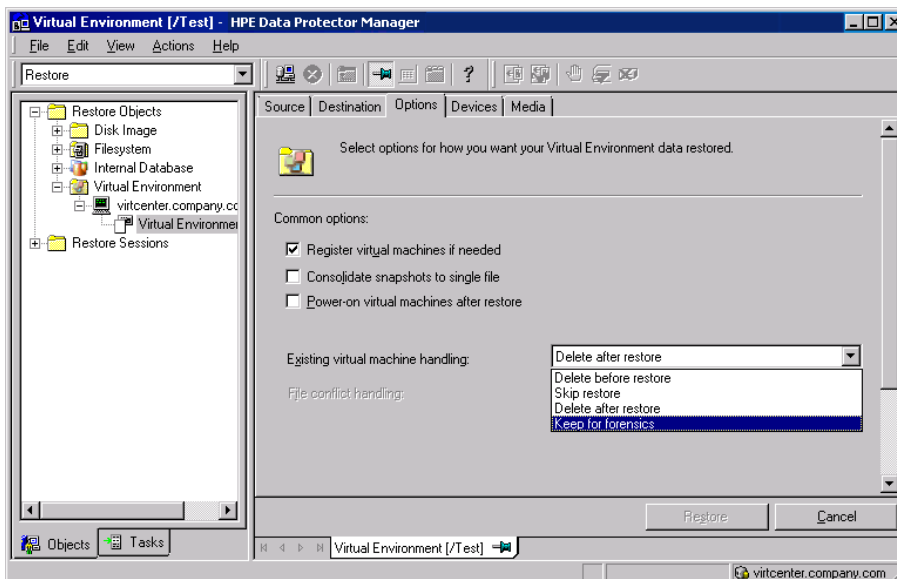 Virtual Environment [/Test] - HPE Data Protector Manager
File Edit View Actions Help
Restore
?
Restore Objects
Disk Image
Filesystem
Internal Database
Virtual Environment
virtcenter.company.cc
Virtual Environmer
Restore Sessions
Objects
Tasks
Source Destination Options Devices Media
Select options for how you want your Virtual Environment data restored.
Common options:
Register virtual machines if needed
Consolidate snapshots to single file
Power-on virtual machines after restore
Existing virtual machine handling:
Delete after restore
Delete before restore
Skip restore
Delete after restore
Keep for forensics
File conflict handling:
Restore
Cancel
Virtual Environment [/Test]
virtcenter.company.com